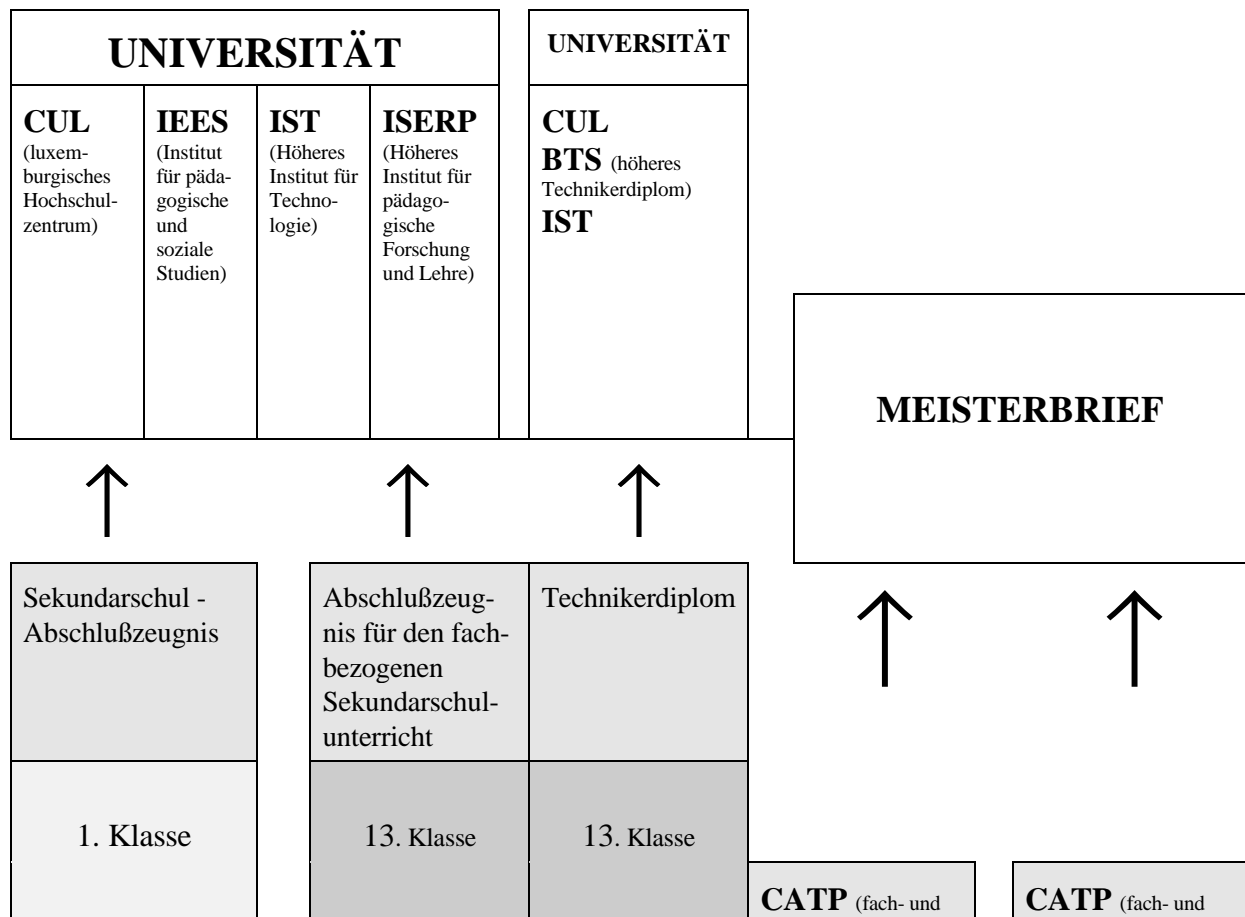 UNIVERSITÄT
CUL
(luxem-
burgisches
Hochschul-
zentrum)
IEES
(Institut
für päda-
gogische
und
soziale
Studien)
IST
(Höheres
Institut für
Techno-
logie)
ISERP
(Höheres
Institut für
pädago-
gische
Forschung
und Lehre)
UNIVERSITÄT
CUL
BTS (höheres
Technikerdiplom)
IST
MEISTERBRIEF
Sekundarschul -
Abschlußzeugnis
Abschlußzeug-
nis für den fach-
bezogenen
Sekundarschul-
unterricht
Technikerdiplom
1. Klasse
13. Klasse
13. Klasse
CATP (fach- und
CATP (fach- und